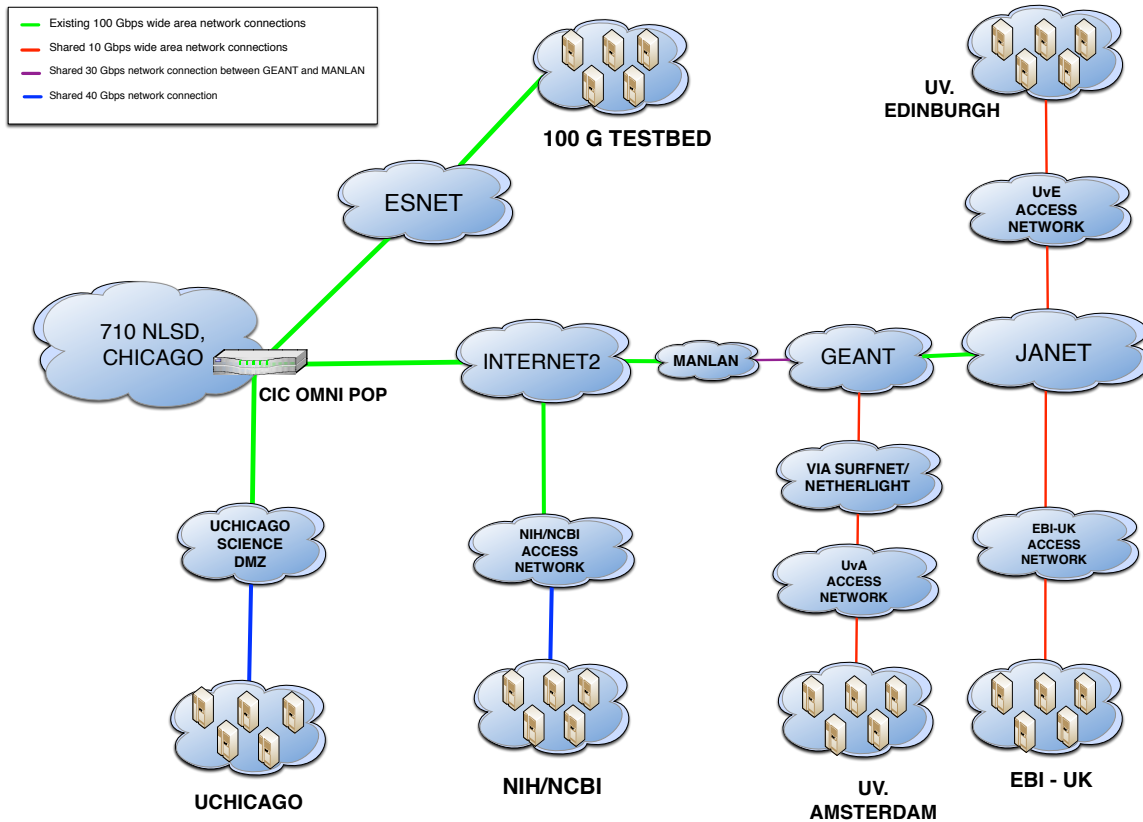 Existing 100 Gbps wide area network connections
Shared 10 Gbps wide area network connections
Shared 30 Gbps network connection between GEANT and MANLAN
Shared 40 Gbps network connection
100 G TESTBED
UV.
EDINBURGH
ESNET
UvE
ACCESS
NETWORK
710 NLSD,
CHICAGO
CIC OMNI POP
INTERNET2
MANLAN
GEANT
JANET
VIA SURFNET/
NETHERLIGHT
UCHICAGO
SCIENCE
DMZ
NIH/NCBI
ACCESS
NETWORK
UvA
ACCESS
NETWORK
EBI-UK
ACCESS
NETWORK
UCHICAGO
NIH/NCBI
UV.
AMSTERDAM
EBI - UK